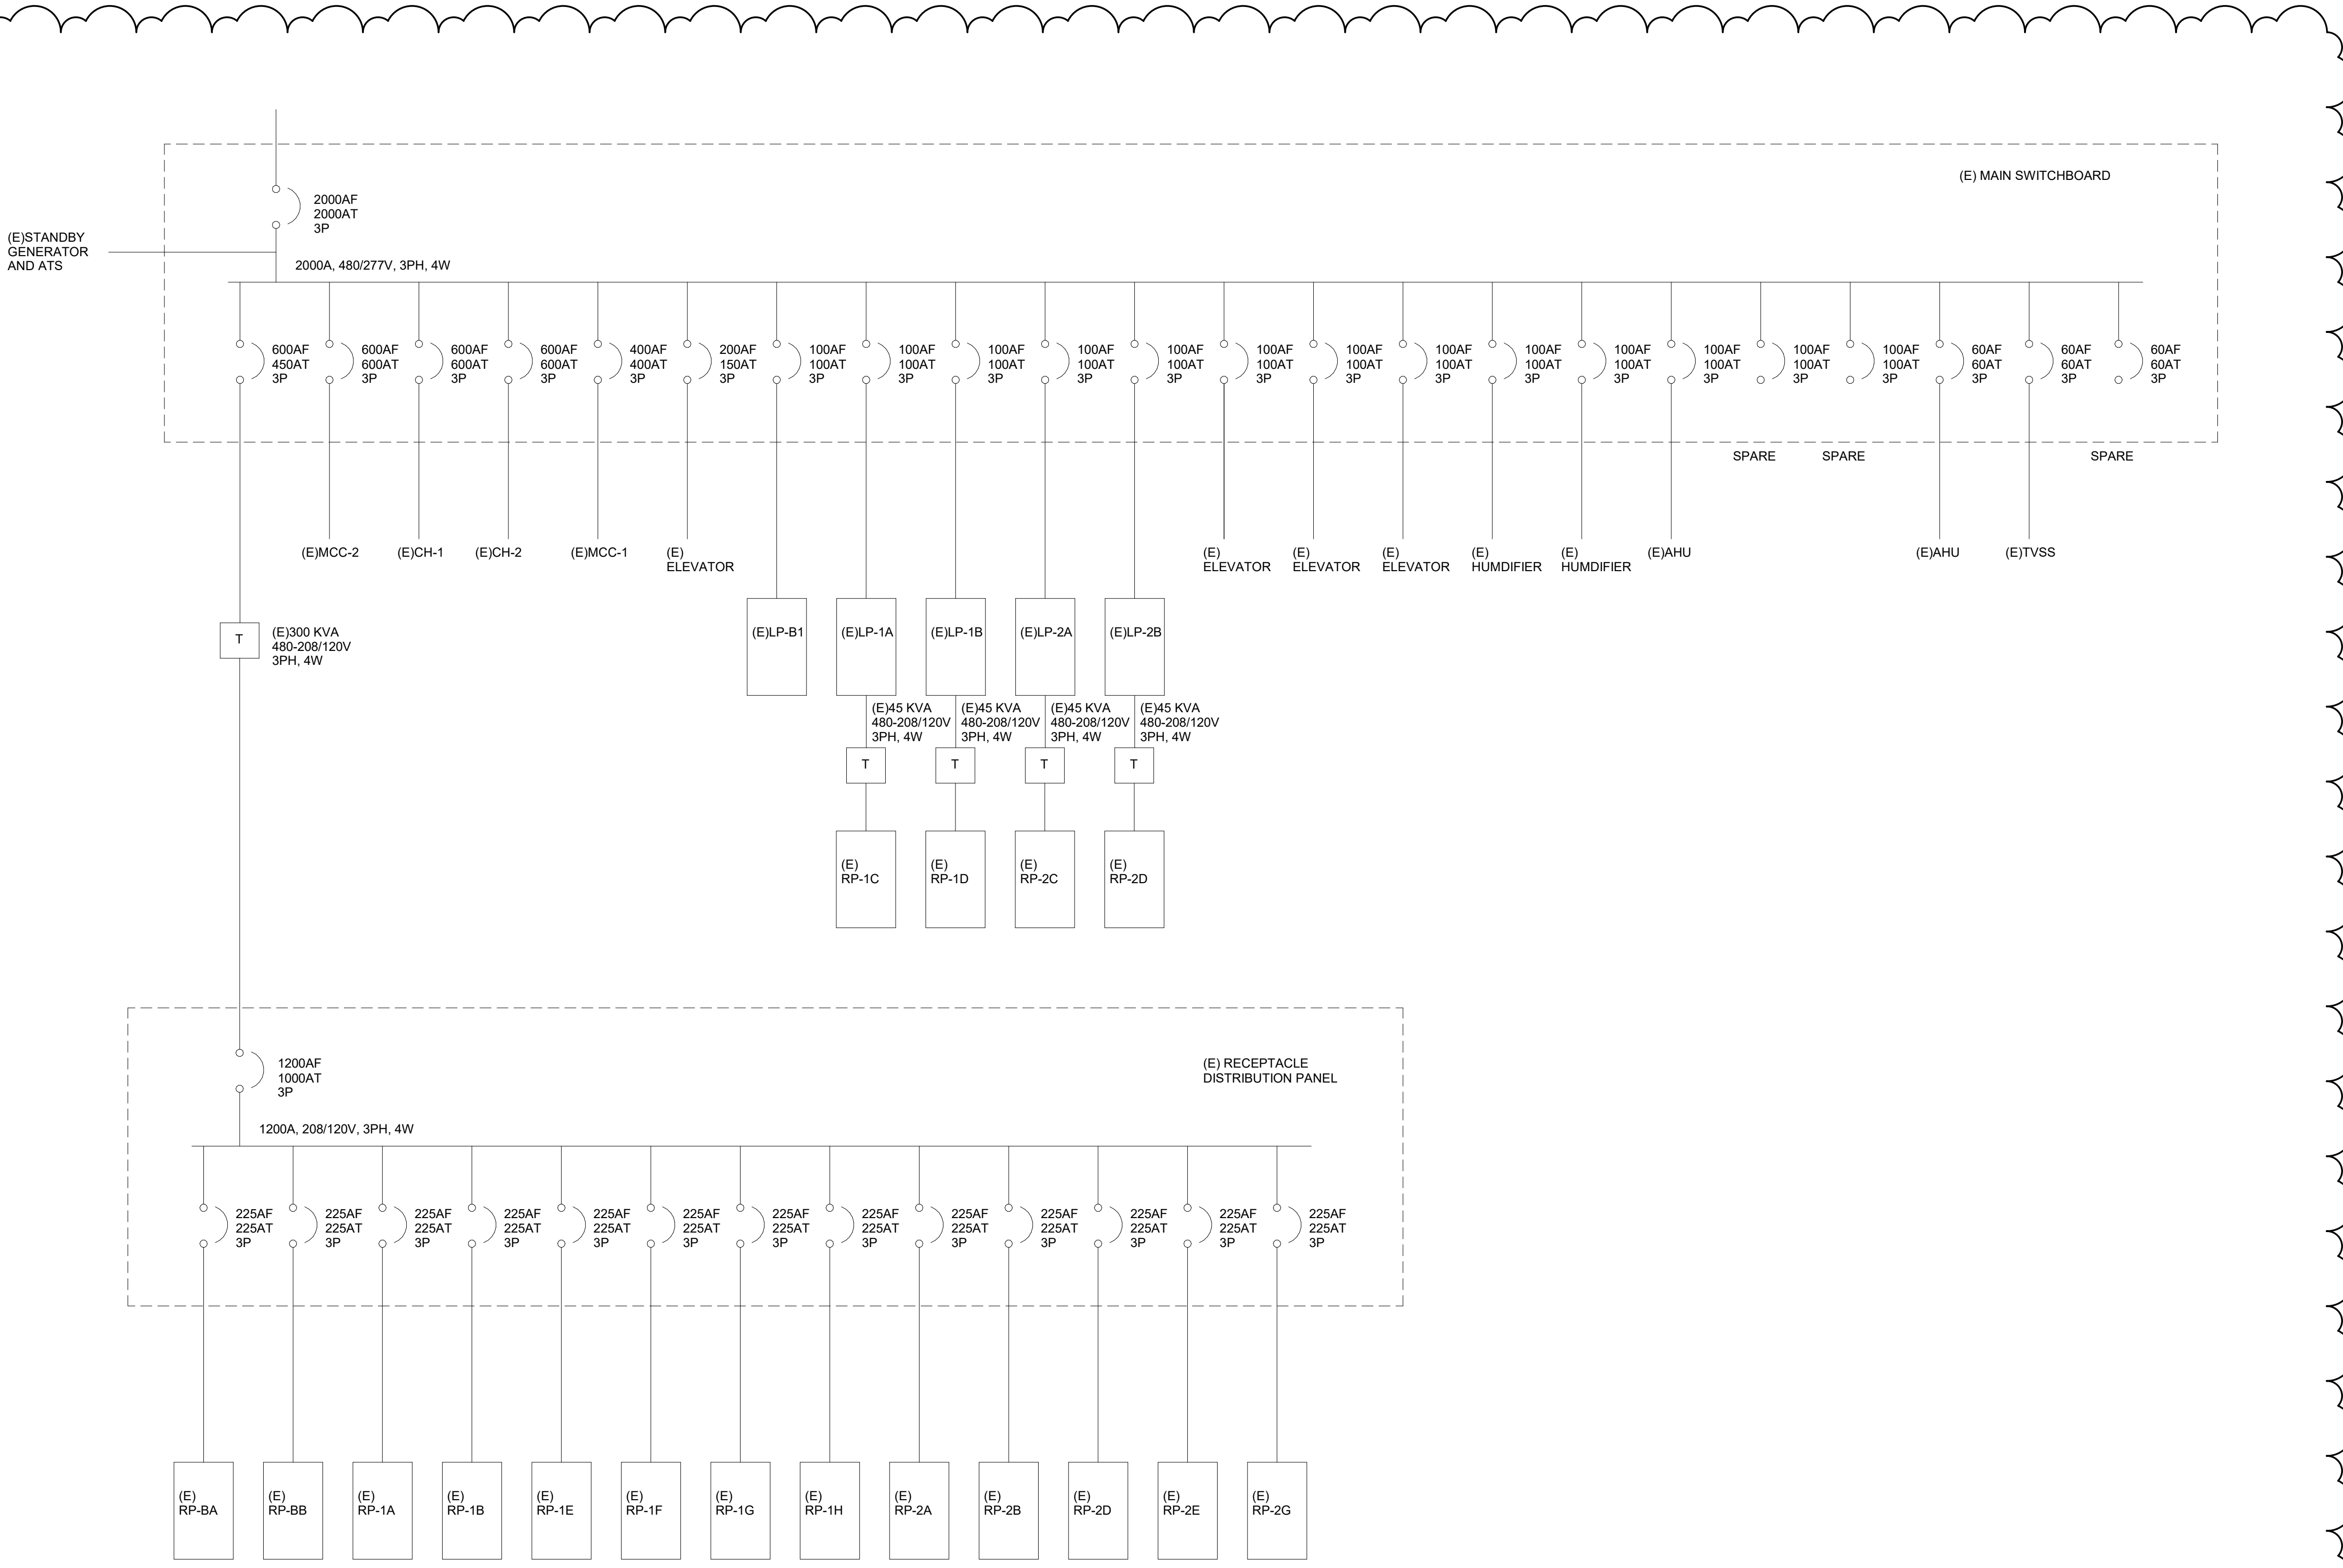 (E) MAIN SWITCHBOARD
2000AF
2000AT
3P
(E)STANDBY
GENERATOR
AND ATS
2000A, 480/277V, 3PH, 4W
600AF
450AT
3P
600AF
600AT
3P
600AF
600AT
3P
600AF
600AT
3P
400AF
400AT
3P
200AF
150AT
3P
100AF
100AT
3P
100AF
100AT
3P
100AF
100AT
3P
100AF
100AT
3P
100AF
100AT
3P
100AF
100AT
3P
100AF
100AT
3P
100AF
100AT
3P
100AF
100AT
3P
100AF
100AT
3P
100AF
100AT
3P
100AF
100AT
3P
100AF
100AT
3P
60AF
60AT
3P
60AF
60AT
3P
60AF
60AT
3P
SPARE
SPARE
SPARE
(E)MCC-2
(E)CH-1
(E)CH-2
(E)MCC-1
(E)
ELEVATOR
(E)
ELEVATOR
(E)
ELEVATOR
(E)
ELEVATOR
(E)
HUMDIFIER
(E)
HUMDIFIER
(E)AHU
(E)AHU
(E)TVSS
T
(E)300 KVA
480-208/120V
3PH, 4W
(E)LP-B1
(E)LP-1A
(E)LP-1B
(E)LP-2A
(E)LP-2B
(E)45 KVA
480-208/120V
3PH, 4W
(E)45 KVA
480-208/120V
3PH, 4W
(E)45 KVA
480-208/120V
3PH, 4W
(E)45 KVA
480-208/120V
3PH, 4W
T
T
T
T
(E)
RP-1C
(E)
RP-1D
(E)
RP-2C
(E)
RP-2D
1200AF
1000AT
3P
(E) RECEPTACLE
DISTRIBUTION PANEL
1200A, 208/120V, 3PH, 4W
225AF
225AT
3P
225AF
225AT
3P
225AF
225AT
3P
225AF
225AT
3P
225AF
225AT
3P
225AF
225AT
3P
225AF
225AT
3P
225AF
225AT
3P
225AF
225AT
3P
225AF
225AT
3P
225AF
225AT
3P
225AF
225AT
3P
225AF
225AT
3P
(E)
RP-BA
(E)
RP-BB
(E)
RP-1A
(E)
RP-1B
(E)
RP-1E
(E)
RP-1F
(E)
RP-1G
(E)
RP-1H
(E)
RP-2A
(E)
RP-2B
(E)
RP-2D
(E)
RP-2E
(E)
RP-2G